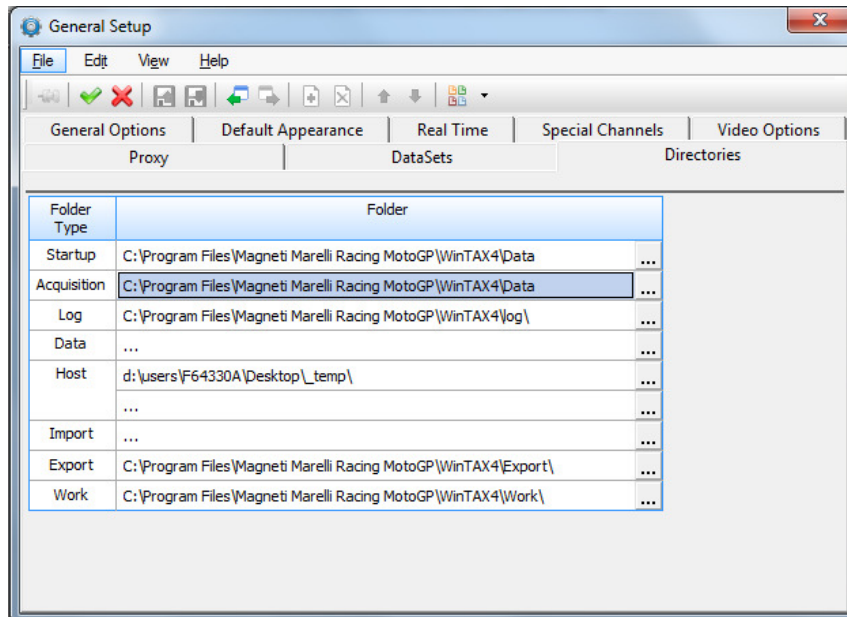 General Setup
File Edit View Help
General Options Default Appearance Real Time Special Channels Video Options
Proxy DataSets Directories
Folder Type Folder
Startup C:\Program Files\Magneti Marelli Racing MotoGP\WinTAX4\Data ...
Acquisition C:\Program Files\Magneti Marelli Racing MotoGP\WinTAX4\Data ...
Log C:\Program Files\Magneti Marelli Racing MotoGP\WinTAX4\log\ ...
Data ... ...
Host d:\users\F64330A\Desktop\_temp\ ...
... ...
Import ... ...
Export C:\Program Files\Magneti Marelli Racing MotoGP\WinTAX4\Export\ ...
Work C:\Program Files\Magneti Marelli Racing MotoGP\WinTAX4\Work\ ...